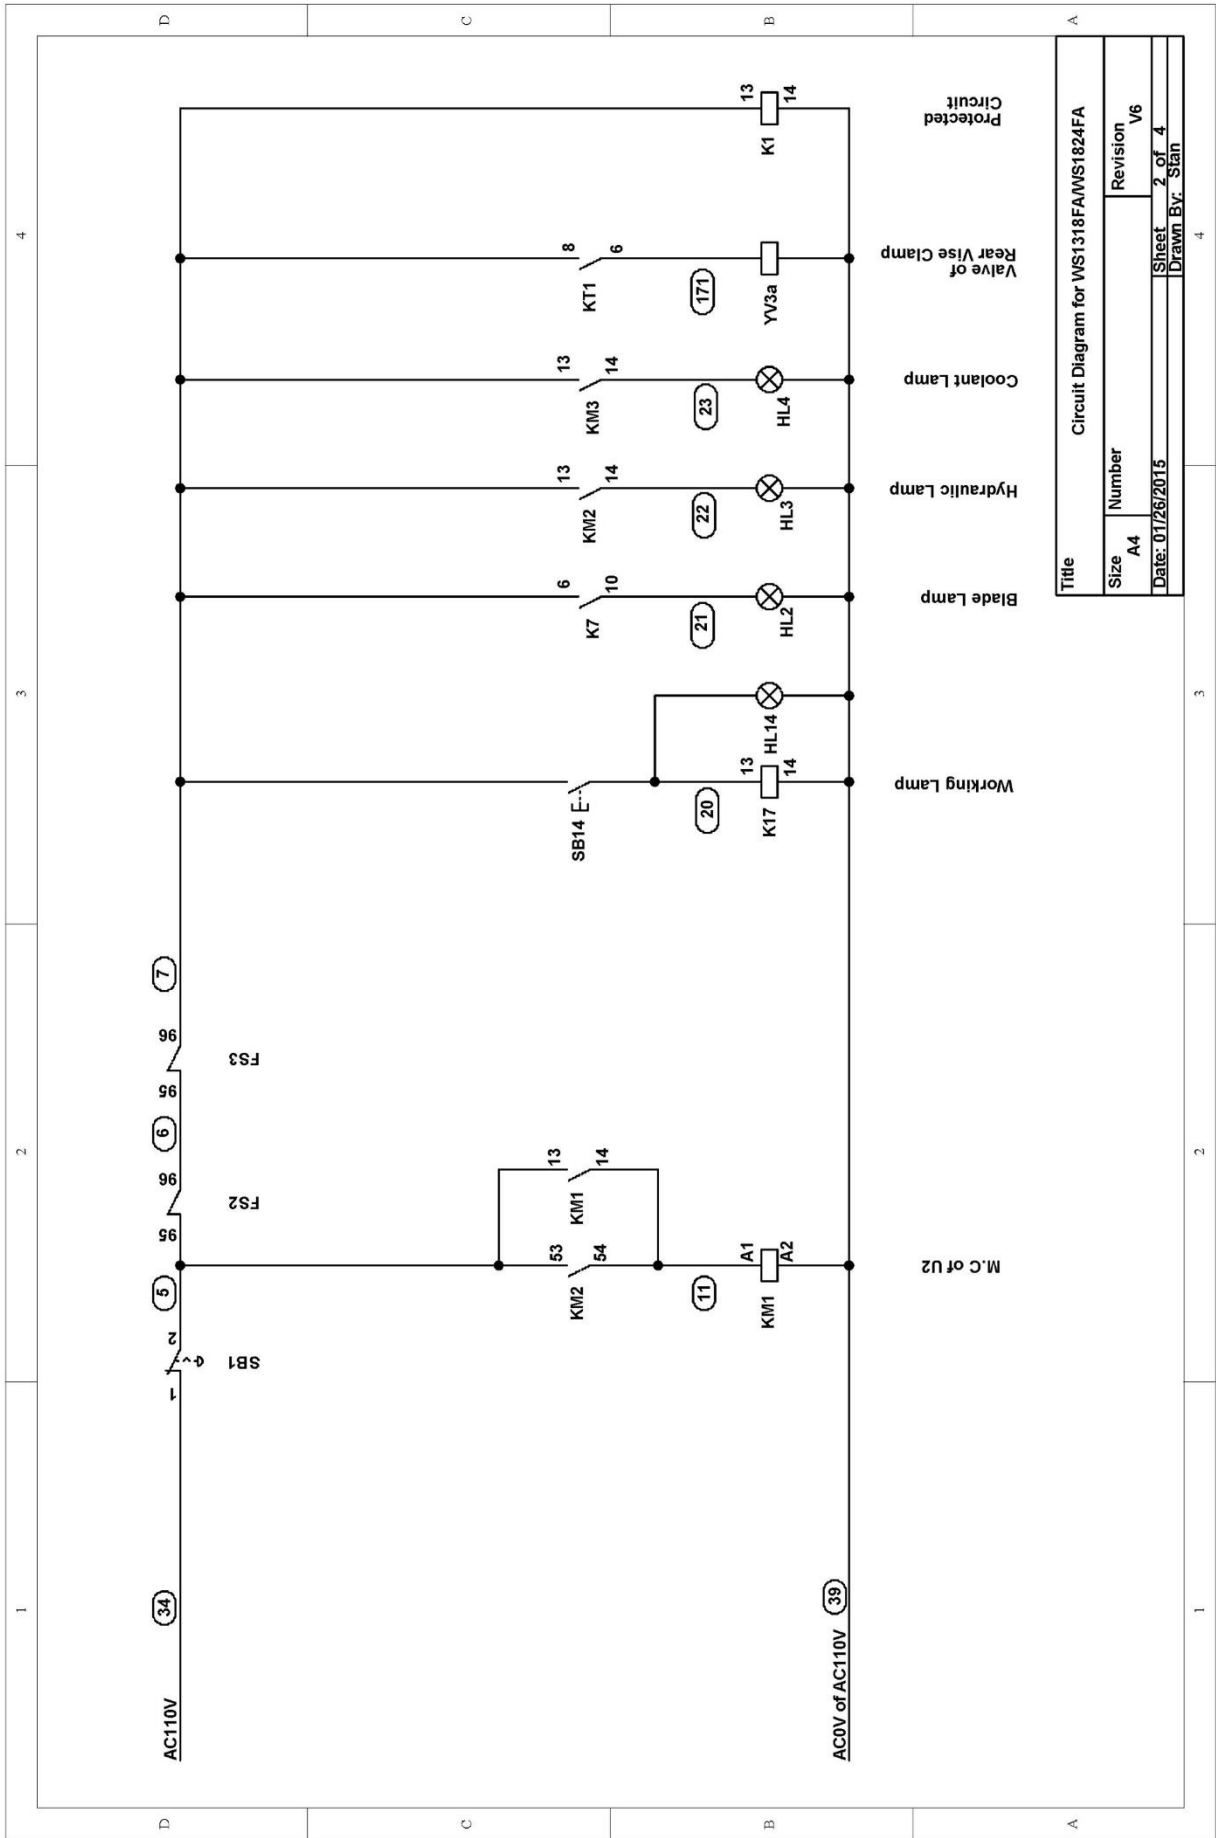 1
2
3
4
D
C
B
A
AC110V
34
1
SB1
2
5
95
FS2
96
6
95
FS3
96
7
KM2
53
54
KM1
13
14
11
KM1
A1
A2
SB14
20
K17
13
14
HL14
K7
6
10
21
HL2
KM2
13
14
22
HL3
KM3
13
14
23
HL4
KT1
8
6
171
YV3a
K1
13
14
AC0V of AC110V
39
M.C of U2
Working Lamp
Blade Lamp
Hydraulic Lamp
Coolant Lamp
Valve of
Rear Vise Clamp
Protected
Circuit
Title
Circuit Diagram for WS1318FA/WS1824FA
Size
A4
Number
Revision
V6
Date: 01/26/2015
Sheet 2 of 4
Drawn By: Stan
D
C
B
A
1
2
3
4